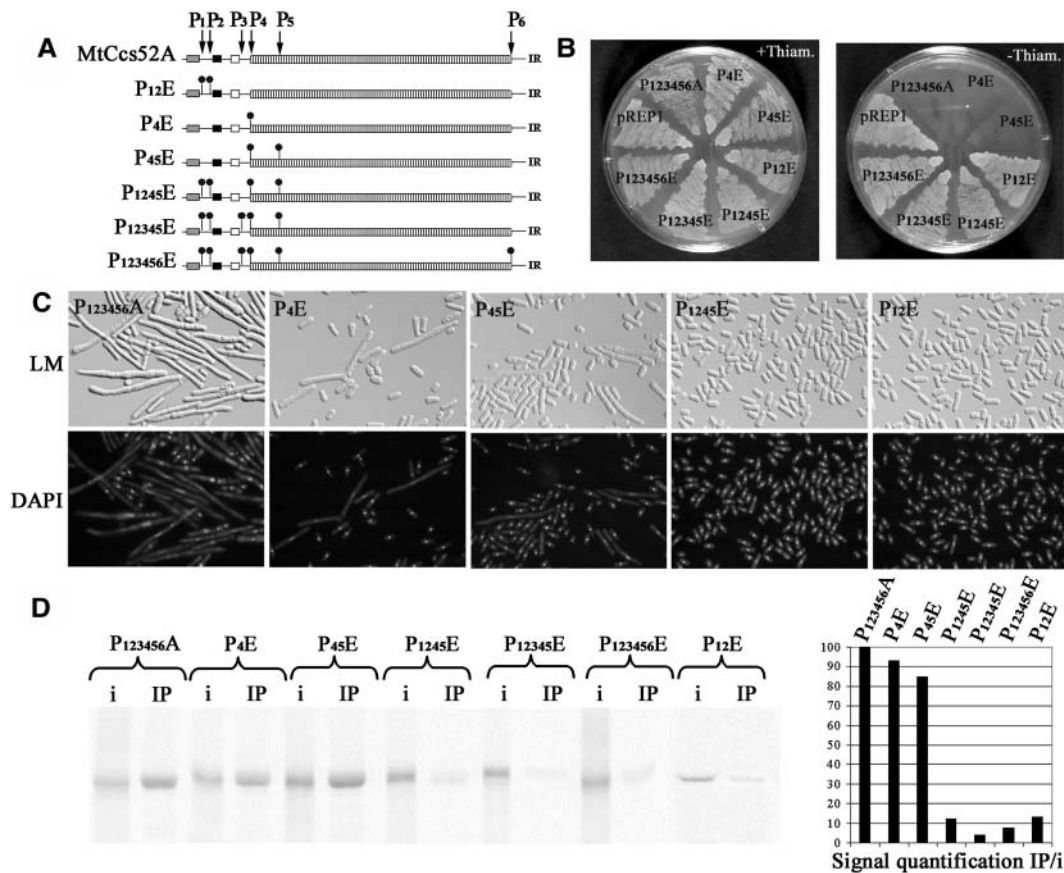 A
P1 P2 P3 P4 P5 P6
MtCcs52A IR
P12E IR
P4E IR
P45E IR
P1245E IR
P12345E IR
P123456E IR
B
+Thiam.
P123456A
P4E
pREP1
P45E
P123456E
P12E
P12345E
P1245E
-Thiam.
P123456A
P4E
pREP1
P45E
P123456E
P12E
P12345E
P1245E
C
P123456A P4E P45E P1245E P12E
LM
DAPI
D
P123456A P4E P45E P1245E P12345E P123456E P12E
i IP i IP i IP i IP i IP i IP i IP
P123456A
P4E
P45E
P1245E
P12345E
P123456E
P12E
100
90
80
70
60
50
40
30
20
10
0
Signal quantification IP/i